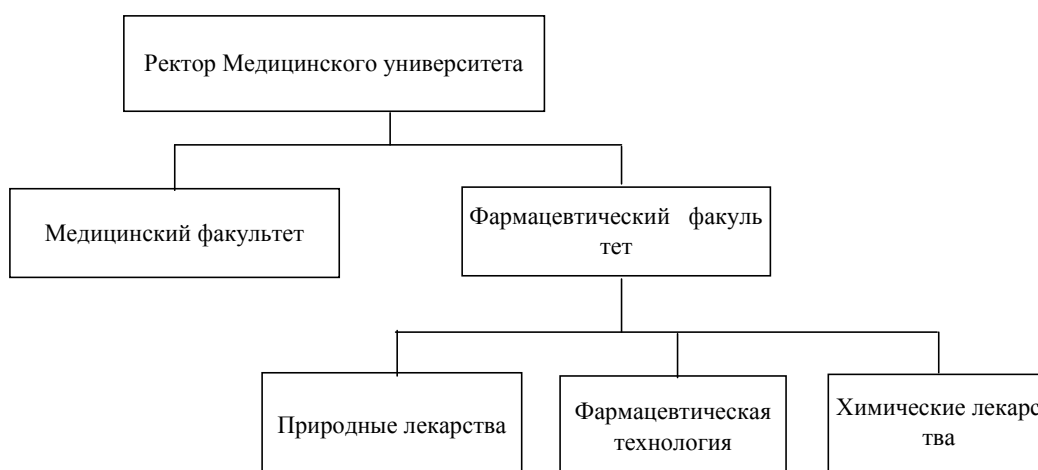 Ректор Медицинского университета
Медицинский факультет
Фармацевтический факуль
тет
Природные лекарства
Фармацевтическая
технология
Химические лекарс
тва